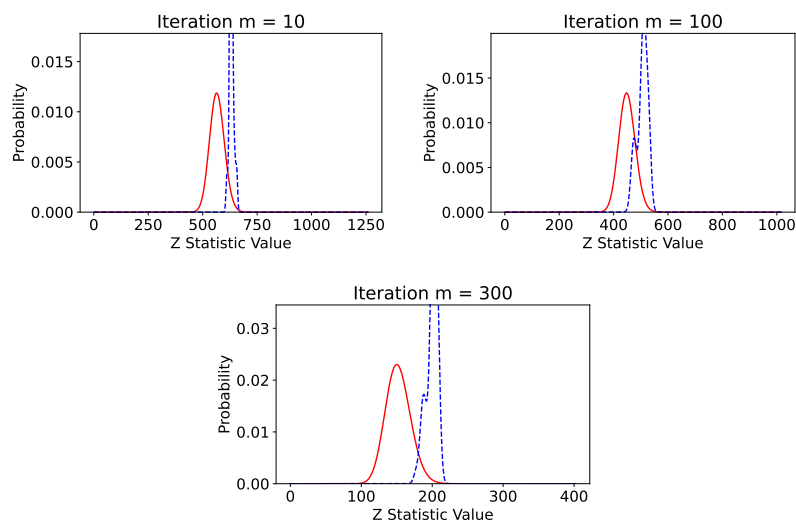 Iteration m = 10
Probability
0.015
0.010
0.005
0.000
0 250 500 750 1000 1250
Z Statistic Value
Iteration m = 100
Probability
0.015
0.010
0.005
0.000
0 200 400 600 800 1000
Z Statistic Value
Iteration m = 300
Probability
0.03
0.02
0.01
0.00
0 100 200 300 400
Z Statistic Value